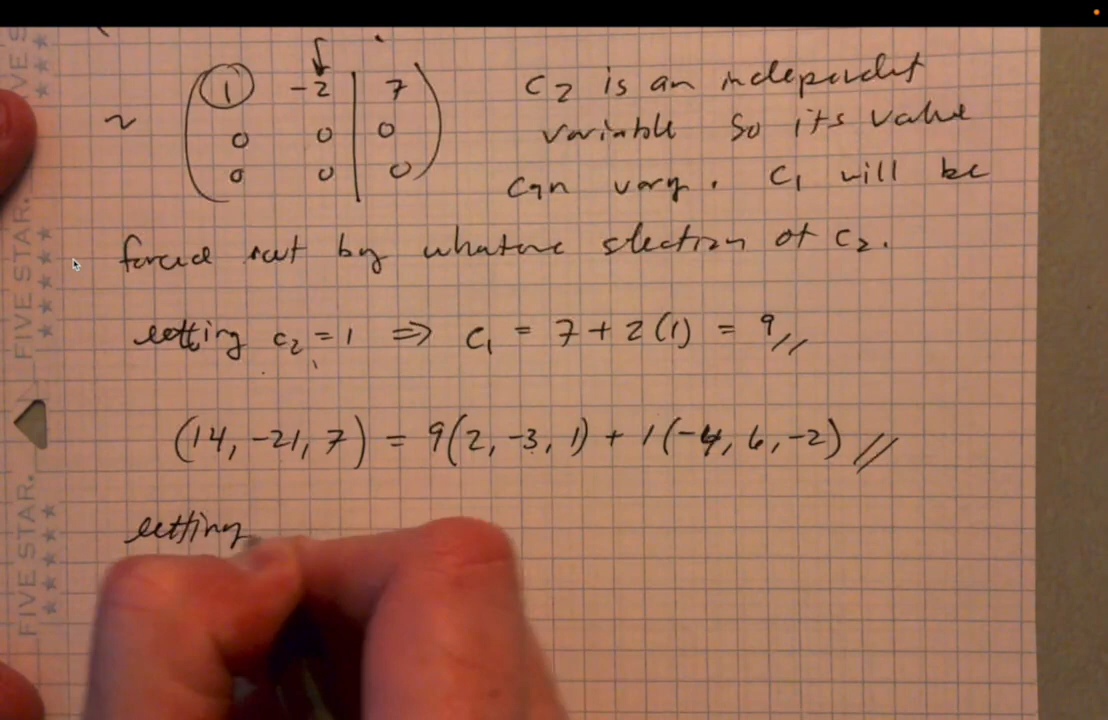 ~ ( 1 -2 | 7 ) c2 is an independent
( 0 0 | 0 ) variable so its value
( 0 0 | 0 ) can vary. c1 will be
forced out by whatever selection of c2.
setting c2 = 1 ⇒ c1 = 7 + 2(1) = 9 //
(14, -21, 7) = 9(2, -3, 1) + 1(-4, 6, -2) //
setting
FIVE STAR.
FIVE STAR.
FIVE STAR.